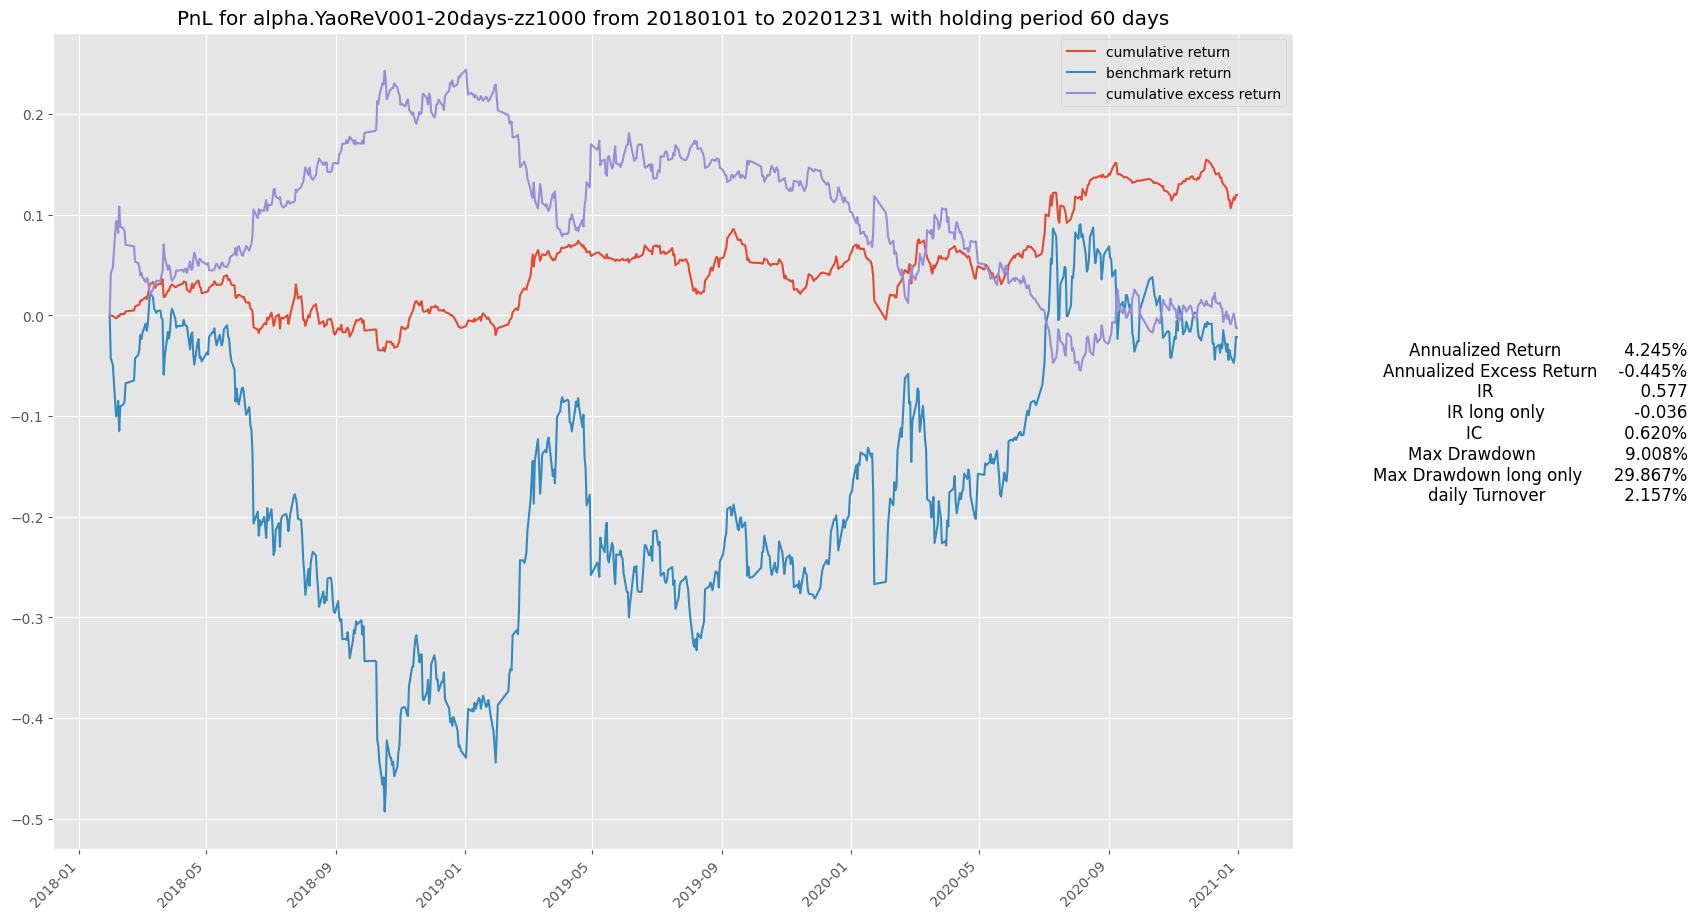 PnL for alpha.YaoReV001-20days-zz1000 from 20180101 to 20201231 with holding period 60 days
cumulative return
benchmark return
cumulative excess return
0.2
0.1
0.0
−0.1
−0.2
−0.3
−0.4
−0.5
2018-01
2018-05
2018-09
2019-01
2019-05
2019-09
2020-01
2020-05
2020-09
2021-01
Annualized Return 4.245%
Annualized Excess Return -0.445%
IR 0.577
IR long only -0.036
IC 0.620%
Max Drawdown 9.008%
Max Drawdown long only 29.867%
daily Turnover 2.157%